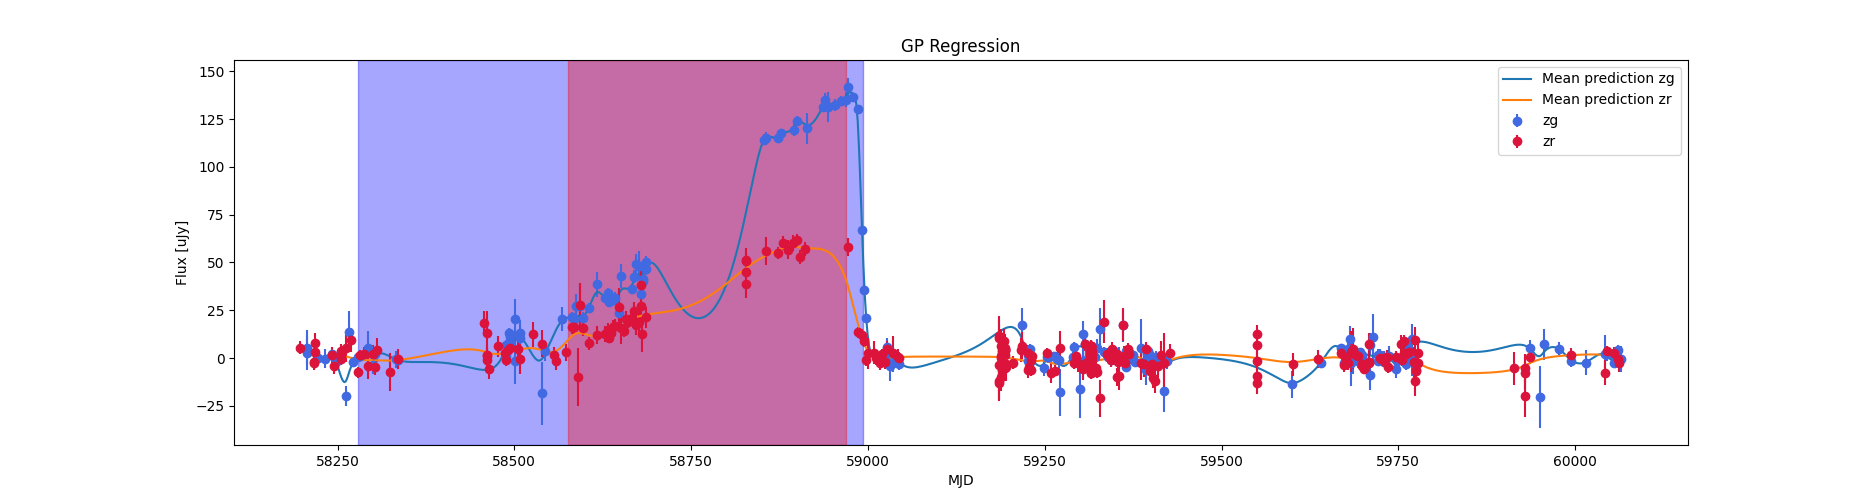 GP Regression
Flux [uJy]
150
125
100
75
50
25
0
−25
58250
58500
58750
59000
59250
59500
59750
60000
MJD
Mean prediction zg
Mean prediction zr
zg
zr